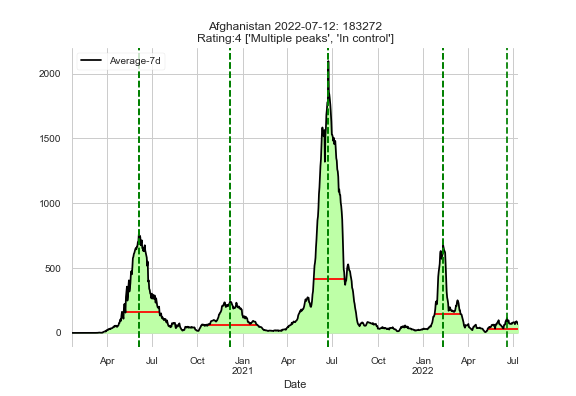 Afghanistan 2022-07-12: 183272
Rating:4 ['Multiple peaks', 'In control']
Average-7d
2000
1500
1000
500
0
Apr Jul Oct Jan Apr Jul Oct Jan Apr Jul
2021 2022
Date